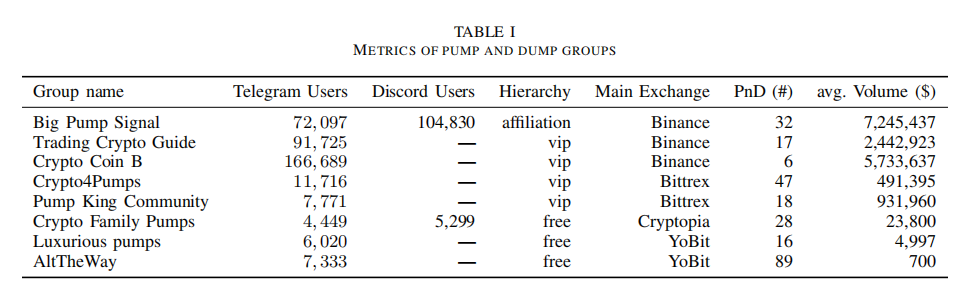 TABLE I
METRICS OF PUMP AND DUMP GROUPS
Group name Telegram Users Discord Users Hierarchy Main Exchange PnD (#) avg. Volume ($)
Big Pump Signal 72,097 104,830 affiliation Binance 32 7,245,437
Trading Crypto Guide 91,725 — vip Binance 17 2,442,923
Crypto Coin B 166,689 — vip Binance 6 5,733,637
Crypto4Pumps 11,716 — vip Bittrex 47 491,395
Pump King Community 7,771 — vip Bittrex 18 931,960
Crypto Family Pumps 4,449 5,299 free Cryptopia 28 23,800
Luxurious pumps 6,020 — free YoBit 16 4,997
AltTheWay 7,333 — free YoBit 89 700